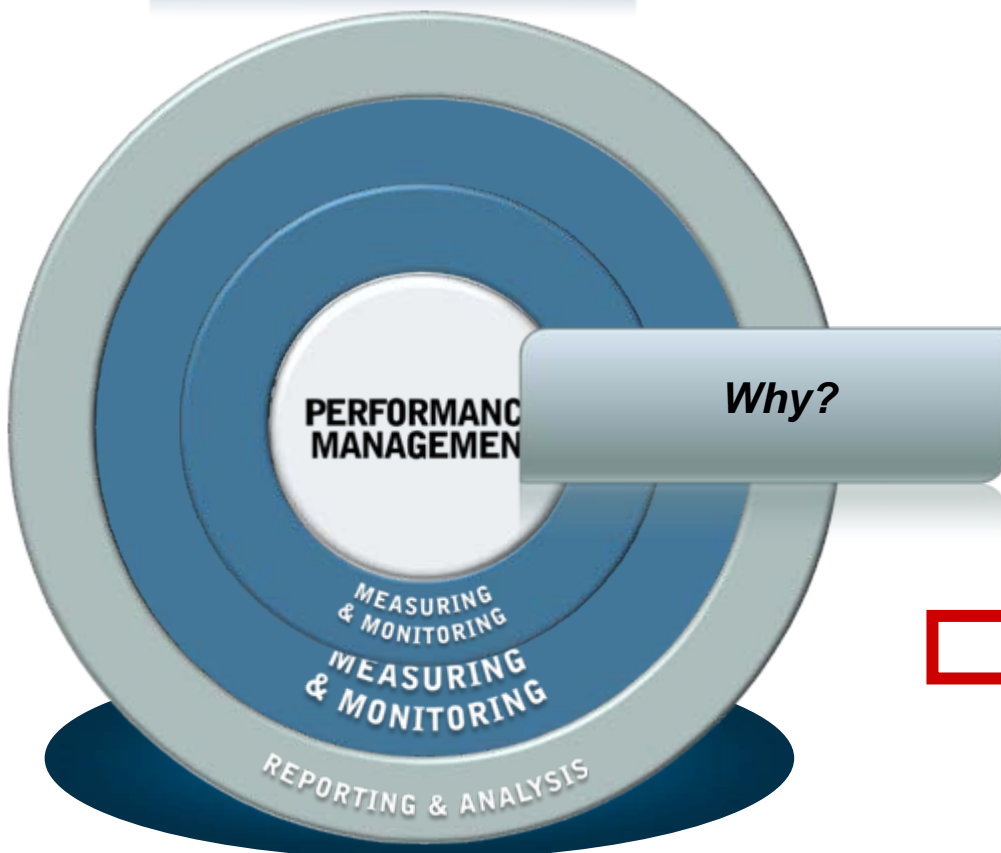 PERFORMANC
MANAGEMEN
Why?
MEASURING
& MONITORING
MEASURING
& MONITORING
REPORTING & ANALYSIS